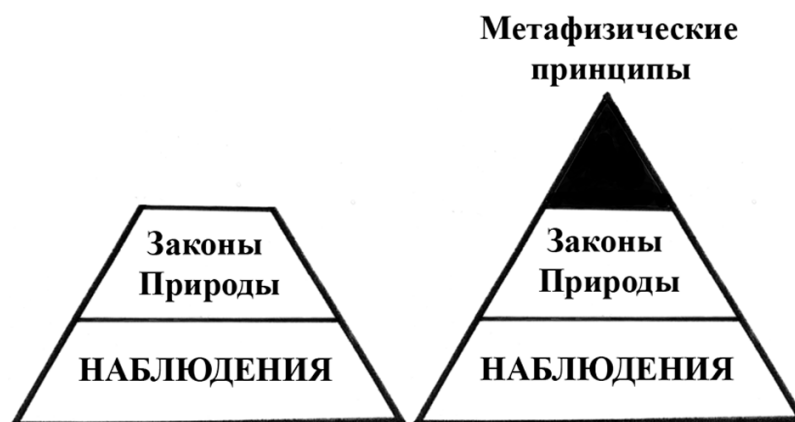 Законы
Природы
НАБЛЮДЕНИЯ
Метафизические
принципы
Законы
Природы
НАБЛЮДЕНИЯ